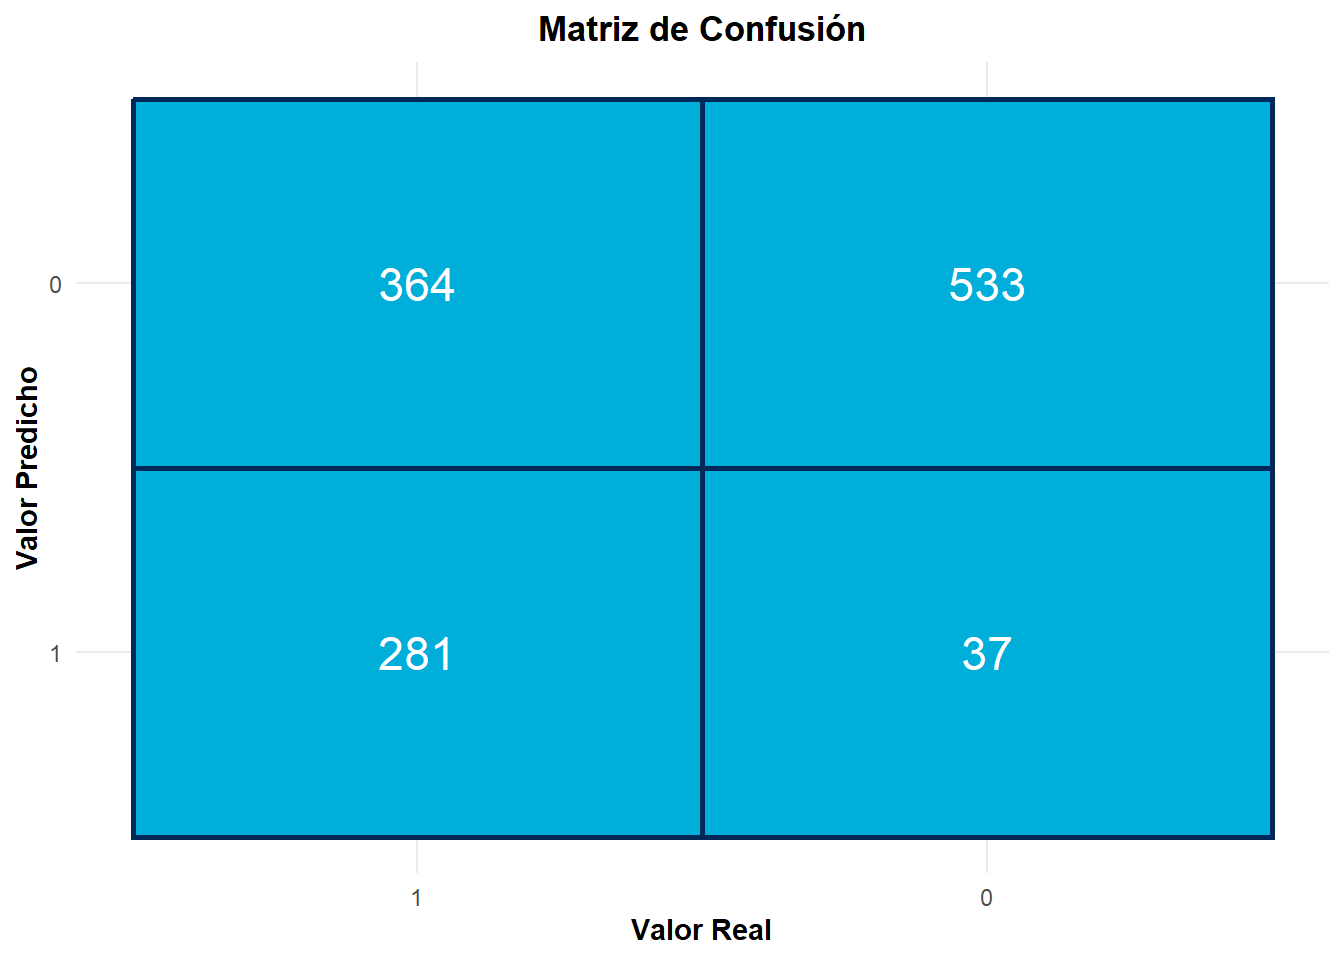 Matriz de Confusión
Valor Predicho
0
364
533
1
281
37
1
0
Valor Real